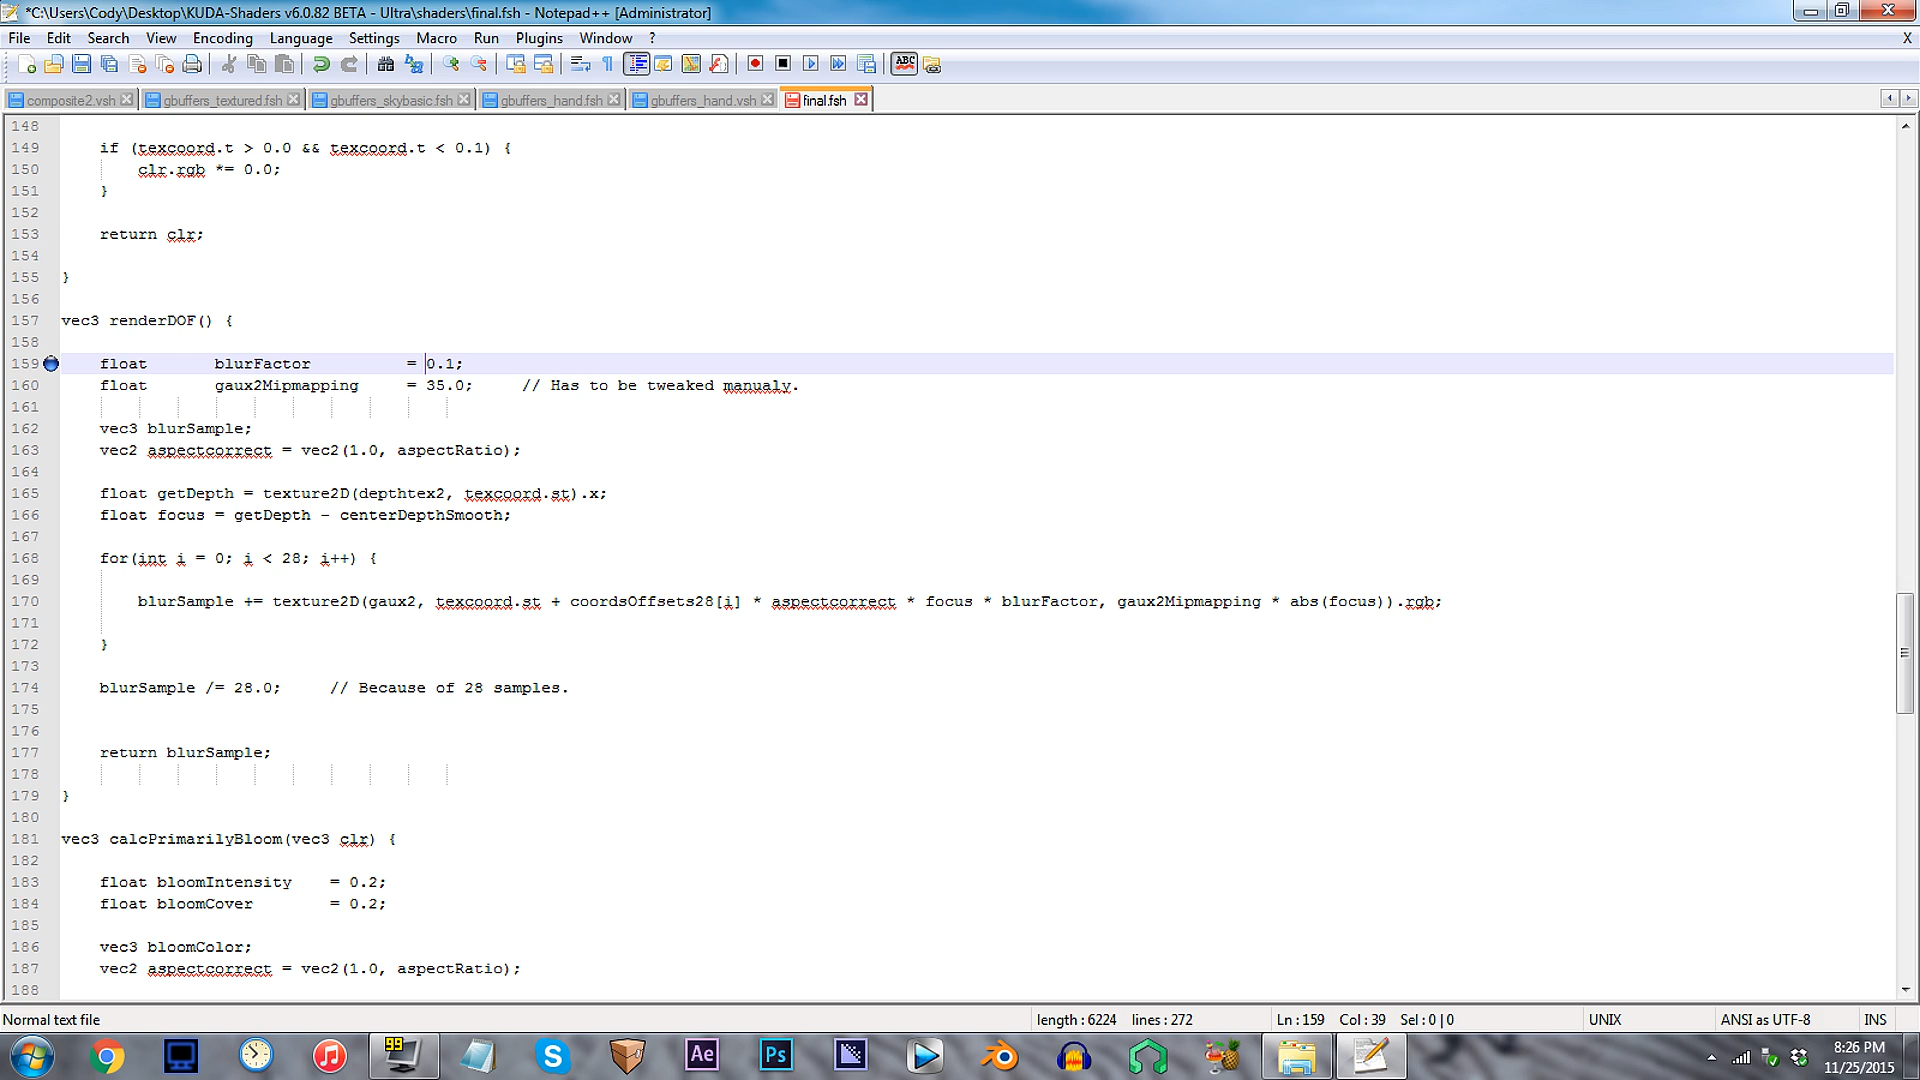 *C:\Users\Cody\Desktop\KUDA-Shaders v6.0.82 BETA - Ultra\shaders\final.fsh - Notepad++ [Administrator]
File Edit Search View Encoding Language Settings Macro Run Plugins Window ? X
ABC
composite2.vsh gbuffers_textured.fsh gbuffers_skybasic.fsh gbuffers_hand.fsh gbuffers_hand.vsh final.fsh
148
149 if (texcoord.t > 0.0 && texcoord.t < 0.1) {
150 clr.rgb *= 0.0;
151 }
152
153 return clr;
154
155 }
156
157 vec3 renderDOF() {
158
159 float blurFactor = 0.1;
160 float gaux2Mipmapping = 35.0; // Has to be tweaked manualy.
161
162 vec3 blurSample;
163 vec2 aspectcorrect = vec2(1.0, aspectRatio);
164
165 float getDepth = texture2D(depthtex2, texcoord.st).x;
166 float focus = getDepth - centerDepthSmooth;
167
168 for(int i = 0; i < 28; i++) {
169
170 blurSample += texture2D(gaux2, texcoord.st + coordsOffsets28[i] * aspectcorrect * focus * blurFactor, gaux2Mipmapping * abs(focus)).rgb;
171
172 }
173
174 blurSample /= 28.0; // Because of 28 samples.
175
176
177 return blurSample;
178
179 }
180
181 vec3 calcPrimarilyBloom(vec3 clr) {
182
183 float bloomIntensity = 0.2;
184 float bloomCover = 0.2;
185
186 vec3 bloomColor;
187 vec2 aspectcorrect = vec2(1.0, aspectRatio);
188
Normal text file length : 6224 lines : 272 Ln : 159 Col : 39 Sel : 0 | 0 UNIX ANSI as UTF-8 INS
99 Ae Ps 8:26 PM
11/25/2015